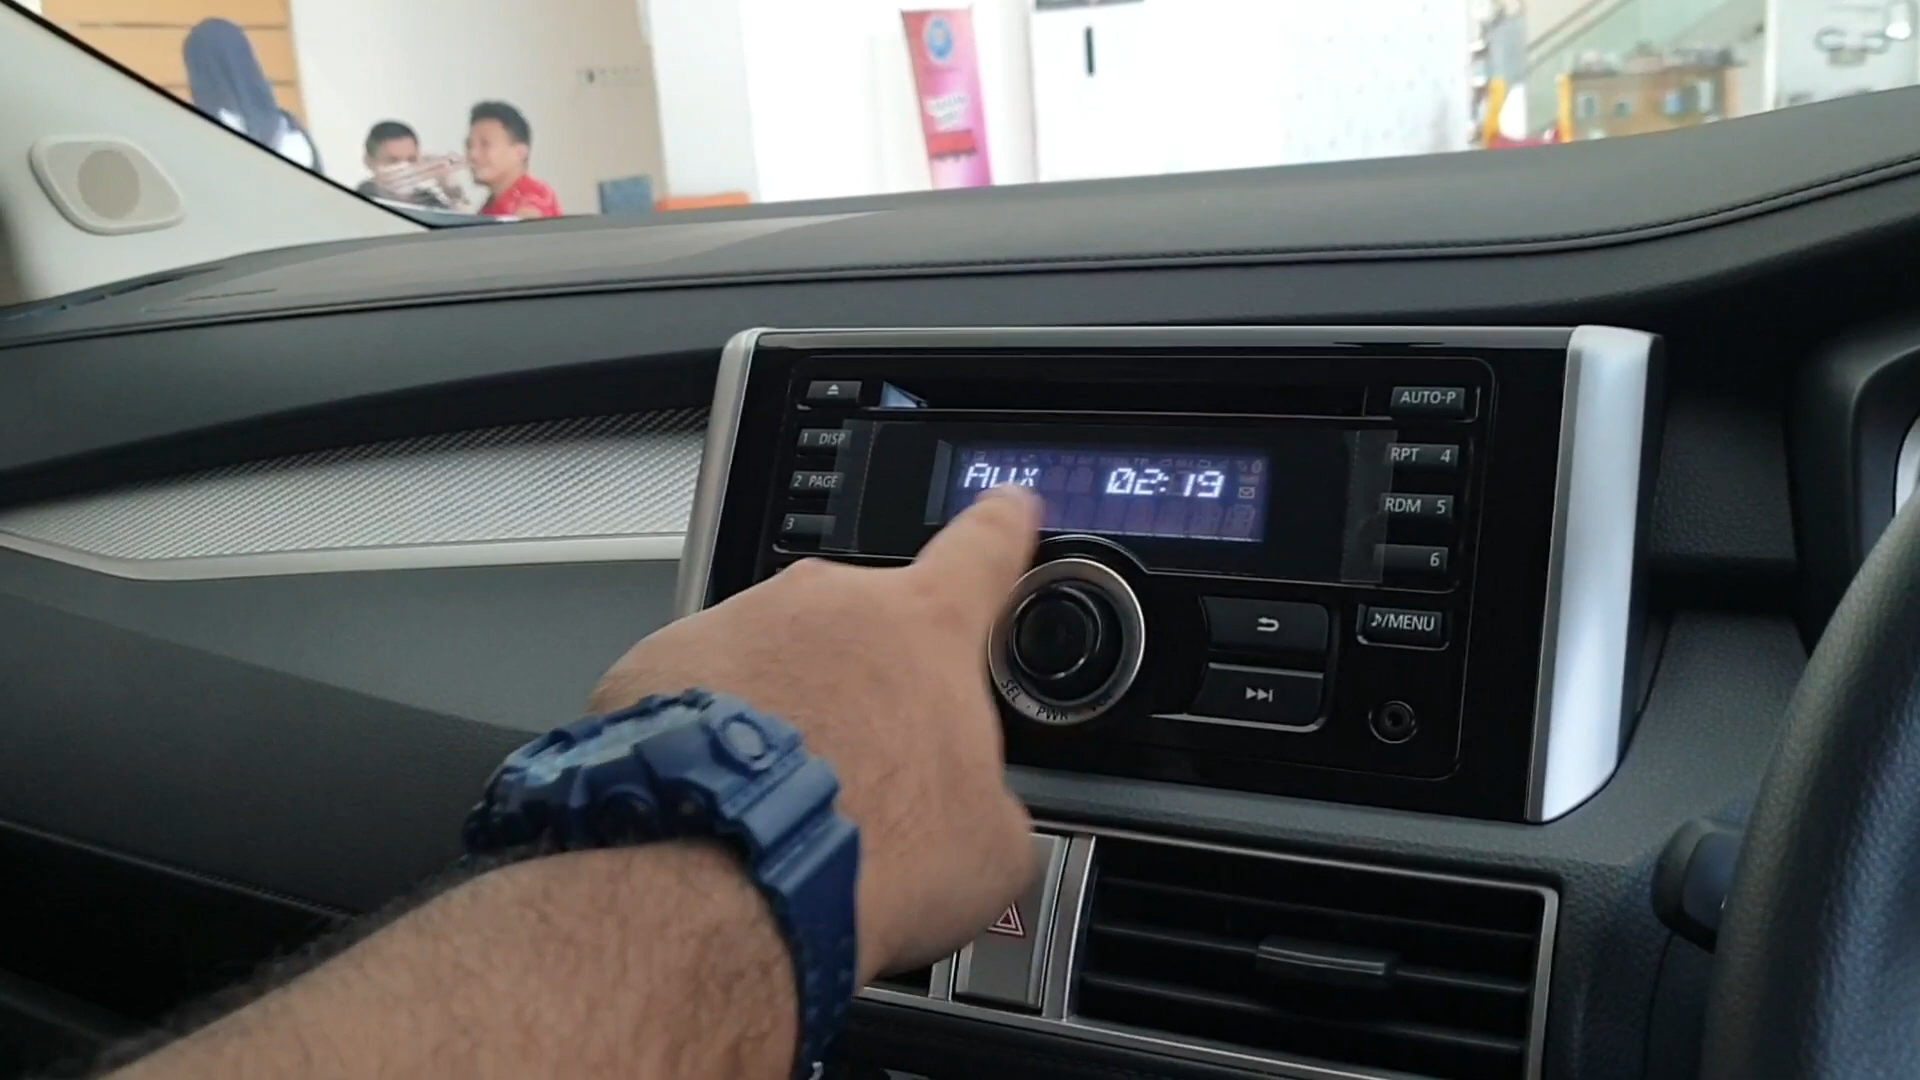 AUTO-P
1 DISP
RPT 4
AUX 02:19
2 PAGE
RDM 5
3
6
♪/MENU
SEL · PWR